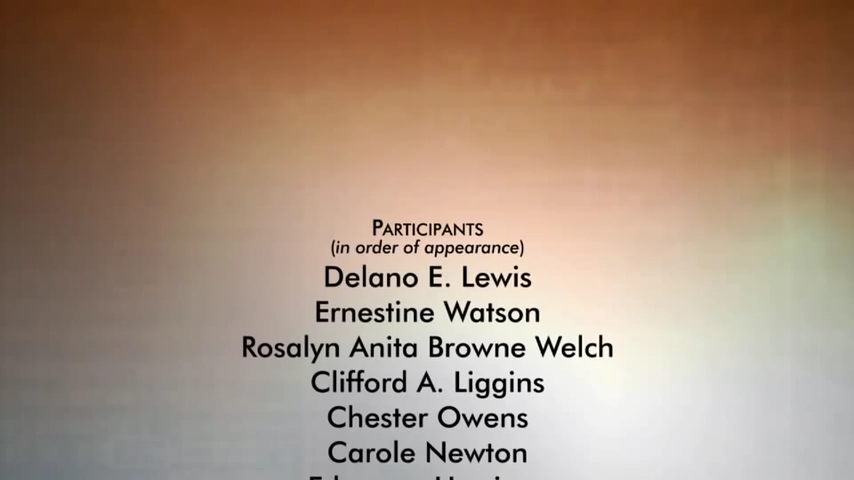 PARTICIPANTS
(in order of appearance)
Delano E. Lewis
Ernestine Watson
Rosalyn Anita Browne Welch
Clifford A. Liggins
Chester Owens
Carole Newton